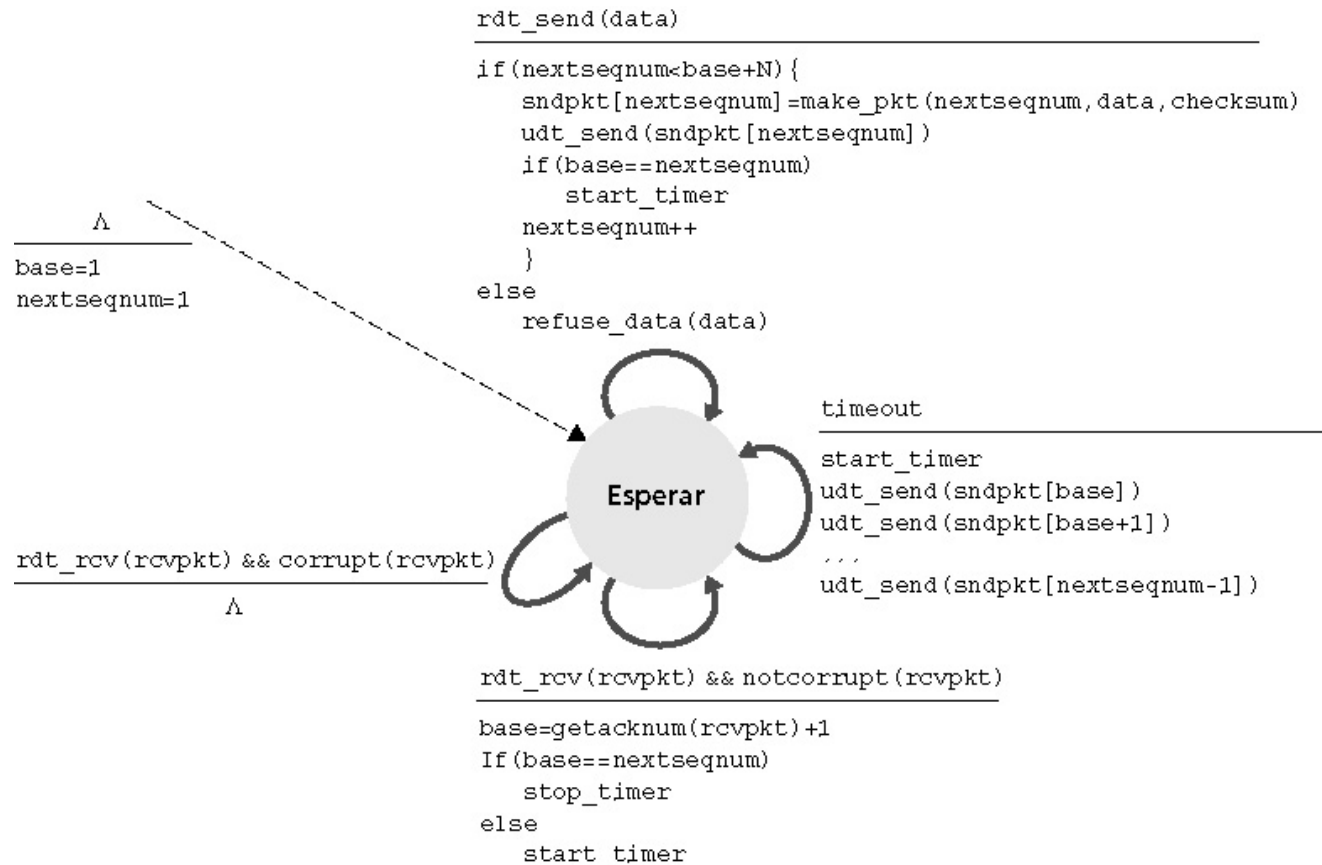 rdt_send(data)
if(nextseqnum<base+N){
sndpkt[nextseqnum]=make_pkt(nextseqnum,data,checksum)
udt_send(sndpkt[nextseqnum])
if(base==nextseqnum)
start_timer
nextseqnum++
}
else
refuse_data(data)
Λ
base=1
nextseqnum=1
Esperar
timeout
start_timer
udt_send(sndpkt[base])
udt_send(sndpkt[base+1])
...
udt_send(sndpkt[nextseqnum-1])
rdt_rcv(rcvpkt) && corrupt(rcvpkt)
Λ
rdt_rcv(rcvpkt) && notcorrupt(rcvpkt)
base=getacknum(rcvpkt)+1
If(base==nextseqnum)
stop_timer
else
start_timer